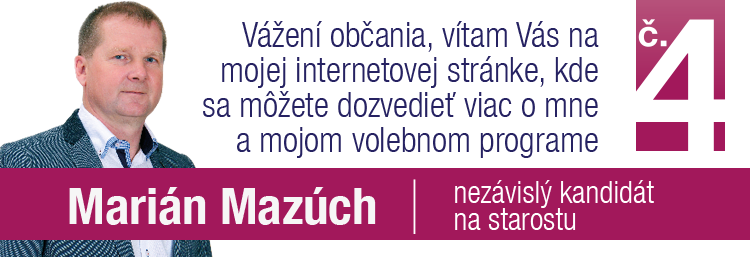 Vážení občania, vítam Vás na
mojej internetovej stránke, kde
sa môžete dozvedieť viac o mne
a mojom volebnom programe
č.4
Marián Mazúch
nezávislý kandidát
na starostu